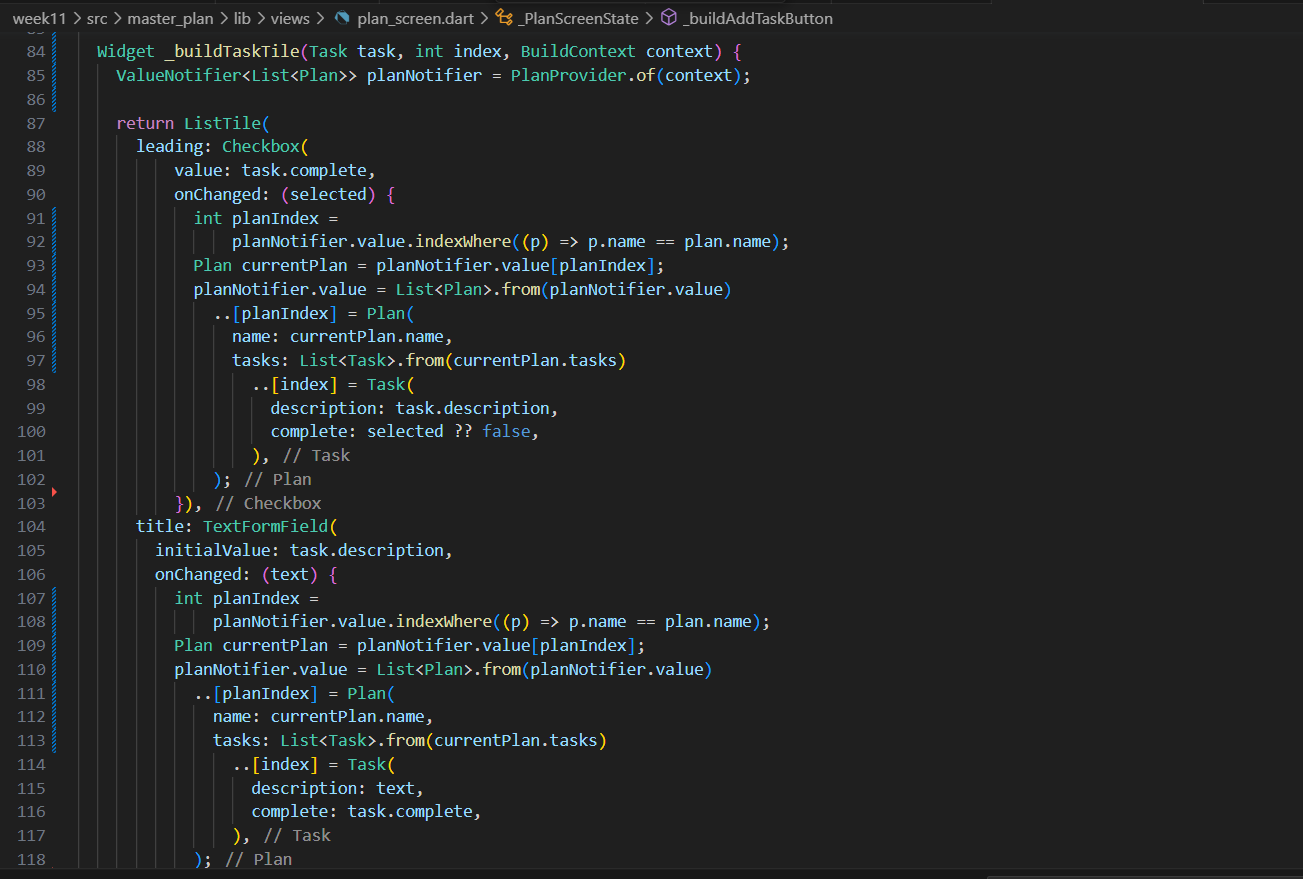 week11 > src > master_plan > lib > views > plan_screen.dart > _PlanScreenState > _buildAddTaskButton
84 Widget _buildTaskTile(Task task, int index, BuildContext context) {
85 ValueNotifier<List<Plan>> planNotifier = PlanProvider.of(context);
86
87 return ListTile(
88 leading: Checkbox(
89 value: task.complete,
90 onChanged: (selected) {
91 int planIndex =
92 planNotifier.value.indexWhere((p) => p.name == plan.name);
93 Plan currentPlan = planNotifier.value[planIndex];
94 planNotifier.value = List<Plan>.from(planNotifier.value)
95 ..[planIndex] = Plan(
96 name: currentPlan.name,
97 tasks: List<Task>.from(currentPlan.tasks)
98 ..[index] = Task(
99 description: task.description,
100 complete: selected ?? false,
101 ), // Task
102 ); // Plan
103 }), // Checkbox
104 title: TextFormField(
105 initialValue: task.description,
106 onChanged: (text) {
107 int planIndex =
108 planNotifier.value.indexWhere((p) => p.name == plan.name);
109 Plan currentPlan = planNotifier.value[planIndex];
110 planNotifier.value = List<Plan>.from(planNotifier.value)
111 ..[planIndex] = Plan(
112 name: currentPlan.name,
113 tasks: List<Task>.from(currentPlan.tasks)
114 ..[index] = Task(
115 description: text,
116 complete: task.complete,
117 ), // Task
118 ); // Plan